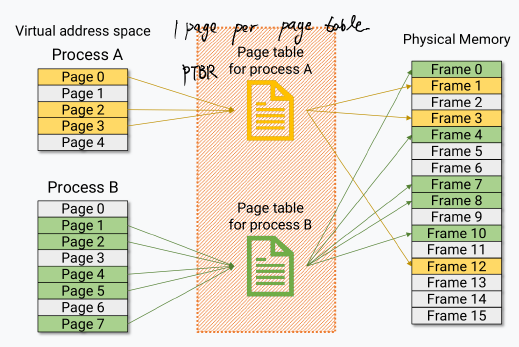 1 page per page table
Virtual address space
Process A
Page 0
Page 1
Page 2
Page 3
Page 4
Process B
Page 0
Page 1
Page 2
Page 3
Page 4
Page 5
Page 6
Page 7
Page table
for process A
PTBR
Page table
for process B
Physical Memory
Frame 0
Frame 1
Frame 2
Frame 3
Frame 4
Frame 5
Frame 6
Frame 7
Frame 8
Frame 9
Frame 10
Frame 11
Frame 12
Frame 13
Frame 14
Frame 15